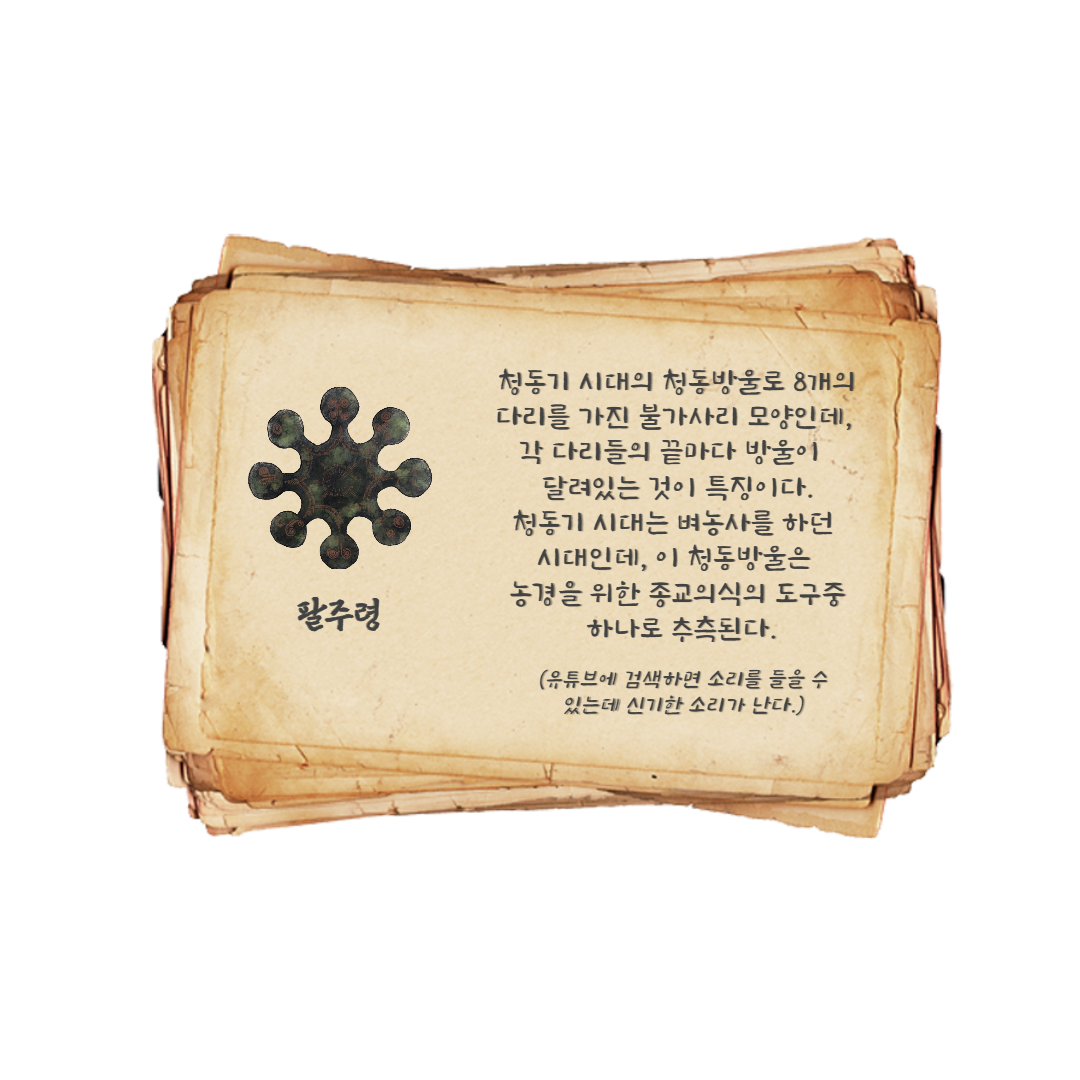 팔주령
청동기 시대의 청동방울로 8개의
다리를 가진 불가사리 모양인데,
각 다리들의 끝마다 방울이
달려있는 것이 특징이다.
청동기 시대는 벼농사를 하던
시대인데, 이 청동방울은
농경을 위한 종교의식의 도구중
하나로 추측된다.
(유튜브에 검색하면 소리를 들을 수
있는데 신기한 소리가 난다.)